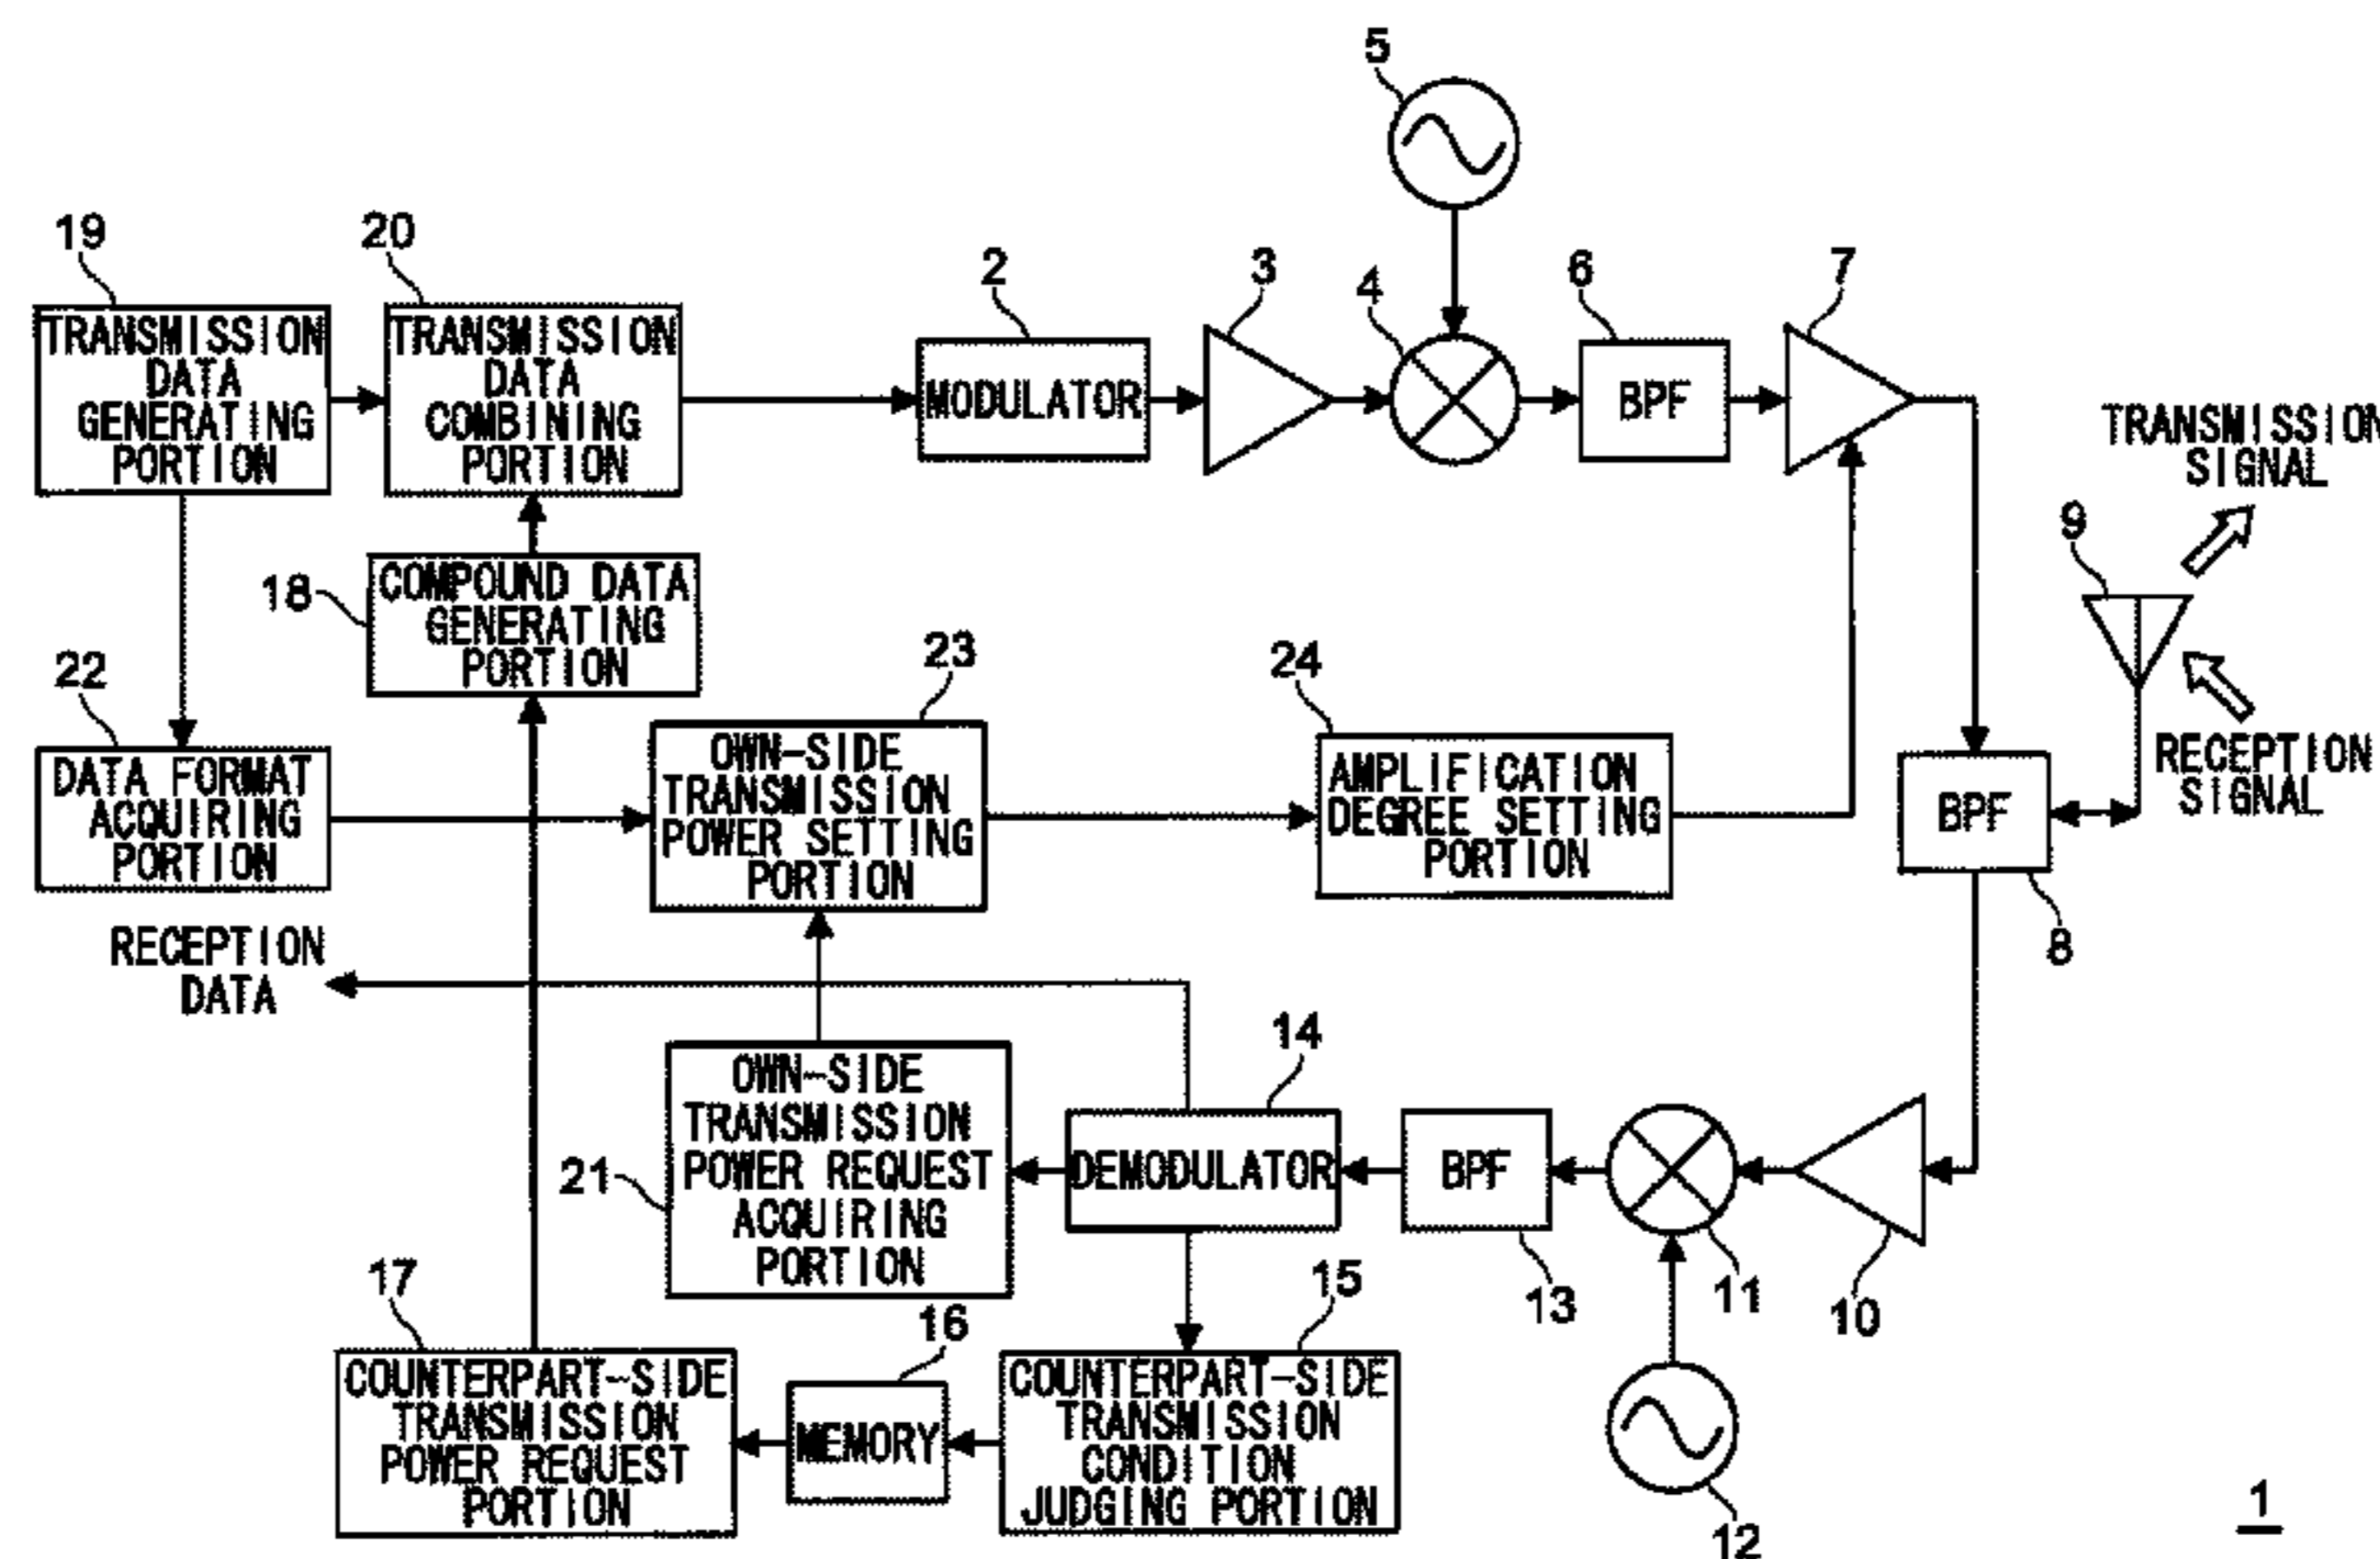 5
19
20
2
3
4
6
7
TRANSMISSION
DATA
GENERATING
PORTION
TRANSMISSION
DATA
COMBINING
PORTION
MODULATOR
BPF
TRANSMISSION
SIGNAL
9
18
COMPOUND DATA
GENERATING
PORTION
22
23
24
DATA FORMAT
ACQUIRING
PORTION
OWN-SIDE
TRANSMISSION
POWER SETTING
PORTION
AMPLIFICATION
DEGREE SETTING
PORTION
BPF
RECEPTION
SIGNAL
8
RECEPTION
DATA
14
OWN-SIDE
TRANSMISSION
POWER REQUEST
ACQUIRING
PORTION
21
DEMODULATOR
BPF
13
11
10
17
16
15
COUNTERPART-SIDE
TRANSMISSION
POWER REQUEST
PORTION
MEMORY
COUNTERPART-SIDE
TRANSMISSION
CONDITION
JUDGING PORTION
12
1